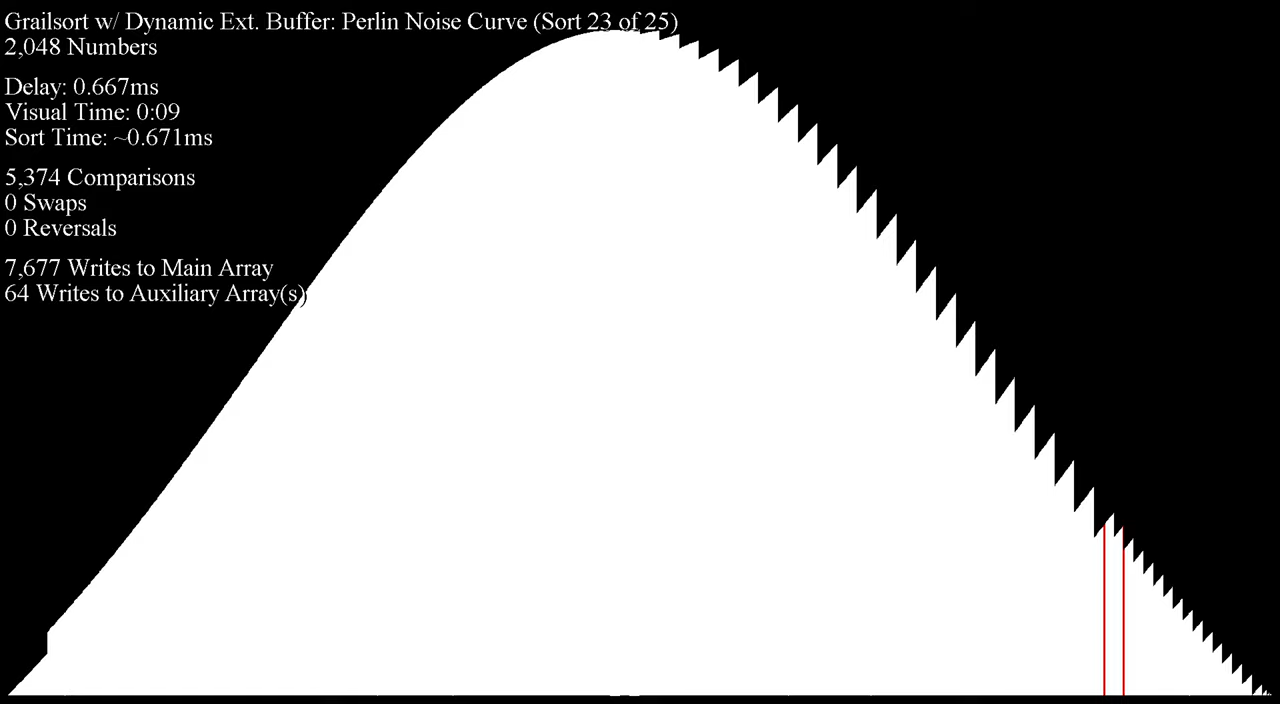 Grailsort w/ Dynamic Ext. Buffer: Perlin Noise Curve (Sort 23 of 25)
2,048 Numbers
Delay: 0.667ms
Visual Time: 0:09
Sort Time: ~0.671ms
5,374 Comparisons
0 Swaps
0 Reversals
7,677 Writes to Main Array
64 Writes to Auxiliary Array(s)